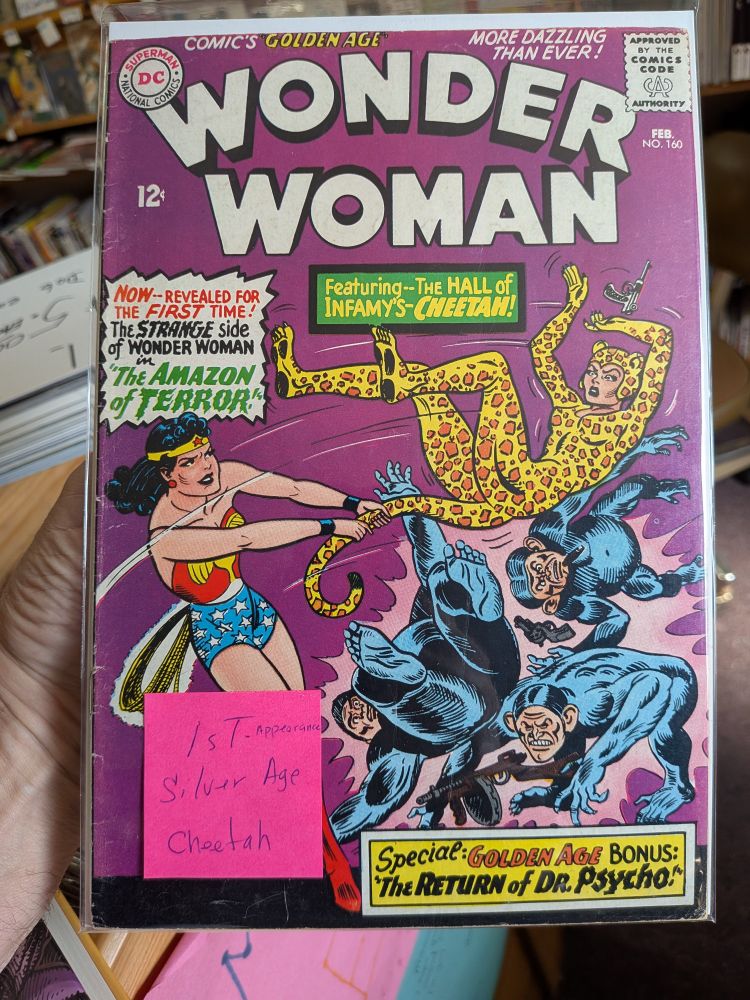 COMIC'S "GOLDEN AGE"
MORE DAZZLING
THAN EVER!
SUPERMAN
DC
NATIONAL COMICS
APPROVED
BY THE
COMICS
CODE
CA
AUTHORITY
WONDER
WOMAN
FEB.
NO. 160
12¢
Featuring--THE HALL of
INFAMY'S--CHEETAH!
NOW--REVEALED FOR
THE FIRST TIME!
The STRANGE side
of WONDER WOMAN
in
"The AMAZON
of TERROR!"
1sT- Appearance
Silver Age
Cheetah
Special: GOLDEN AGE BONUS:
"The RETURN of DR. PSYCHO!"